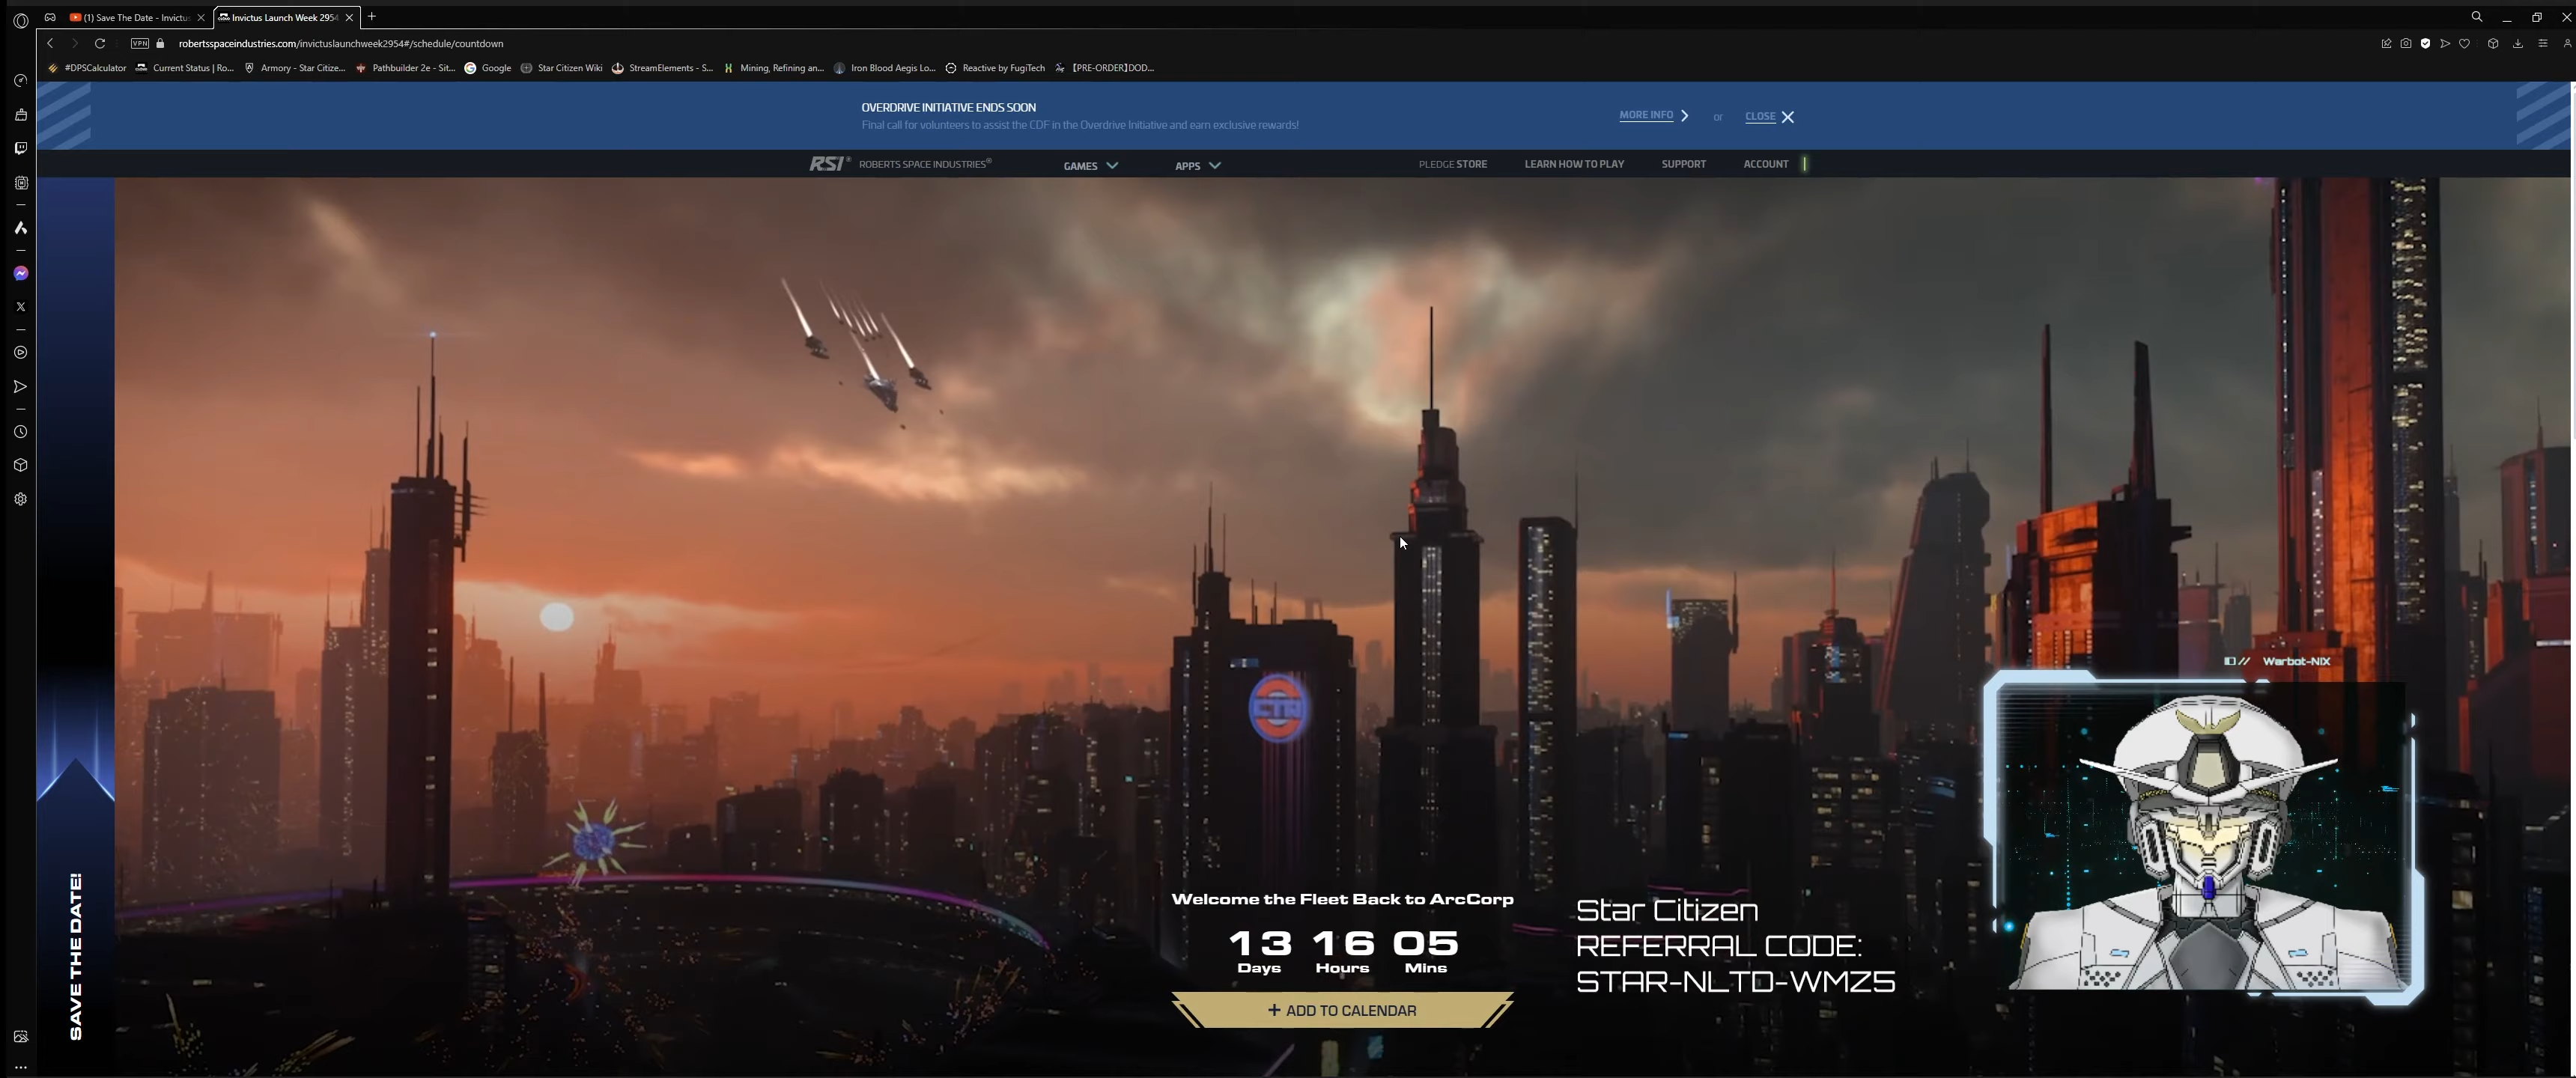 (1) Save The Date - Invictus
Invictus Launch Week 2954
VPN
robertsspaceindustries.com/invictuslaunchweek2954#/schedule/countdown
#DPSCalculator
Current Status | Ro...
Armory - Star Citize...
Pathbuilder 2e - Sit...
Google
Star Citizen Wiki
StreamElements - S...
Mining, Refining an...
Iron Blood Aegis Lo...
Reactive by FugiTech
【PRE-ORDER】DOD...
OVERDRIVE INITIATIVE ENDS SOON
Final call for volunteers to assist the CDF in the Overdrive Initiative and earn exclusive rewards!
MORE INFO
or
CLOSE
RSI® ROBERTS SPACE INDUSTRIES®
GAMES
APPS
PLEDGE STORE
LEARN HOW TO PLAY
SUPPORT
ACCOUNT
CTR
Warbot-NIX
SAVE THE DATE!
Welcome the Fleet Back to ArcCorp
13 16 05
Days Hours Mins
+ ADD TO CALENDAR
Star Citizen
REFERRAL CODE:
STAR-NLTD-WMZ5